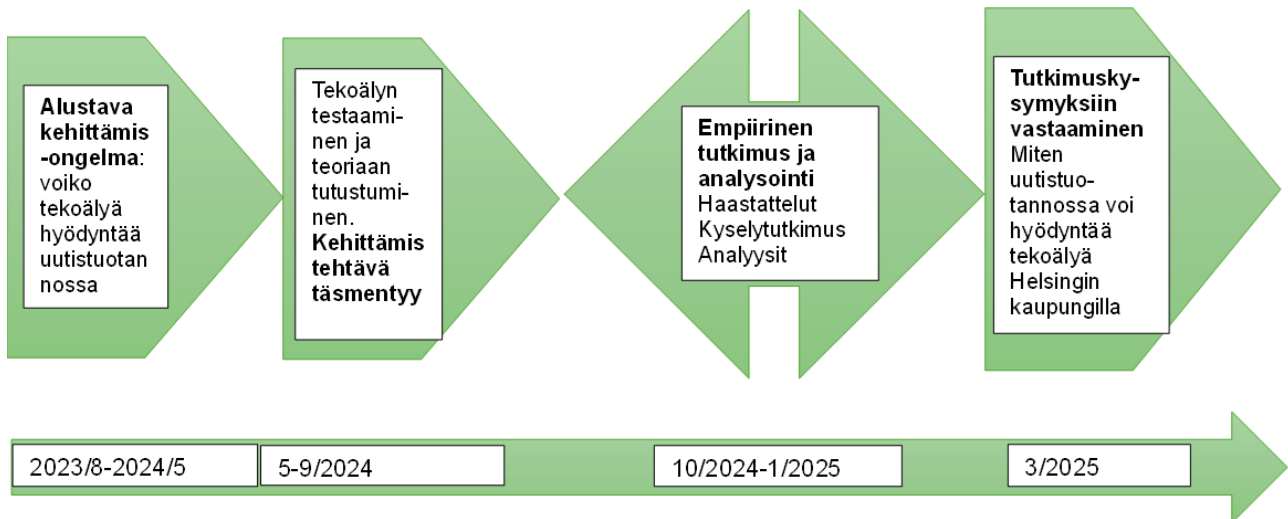 Alustava
kehittämis
-ongelma:
voiko
tekoälyä
hyödyntää
uutistuotan
nossa
Tekoälyn
testaami-
nen ja
teoriaan
tutustumi-
nen.
Kehittämis
tehtävä
täsmentyy
Empiirinen
tutkimus ja
analysointi
Haastattelut
Kyselytutkimus
Analyysit
Tutkimusky-
symyksiin
vastaaminen
Miten
uutistuo-
tannossa voi
hyödyntää
tekoälyä
Helsingin
kaupungilla
2023/8-2024/5
5-9/2024
10/2024-1/2025
3/2025